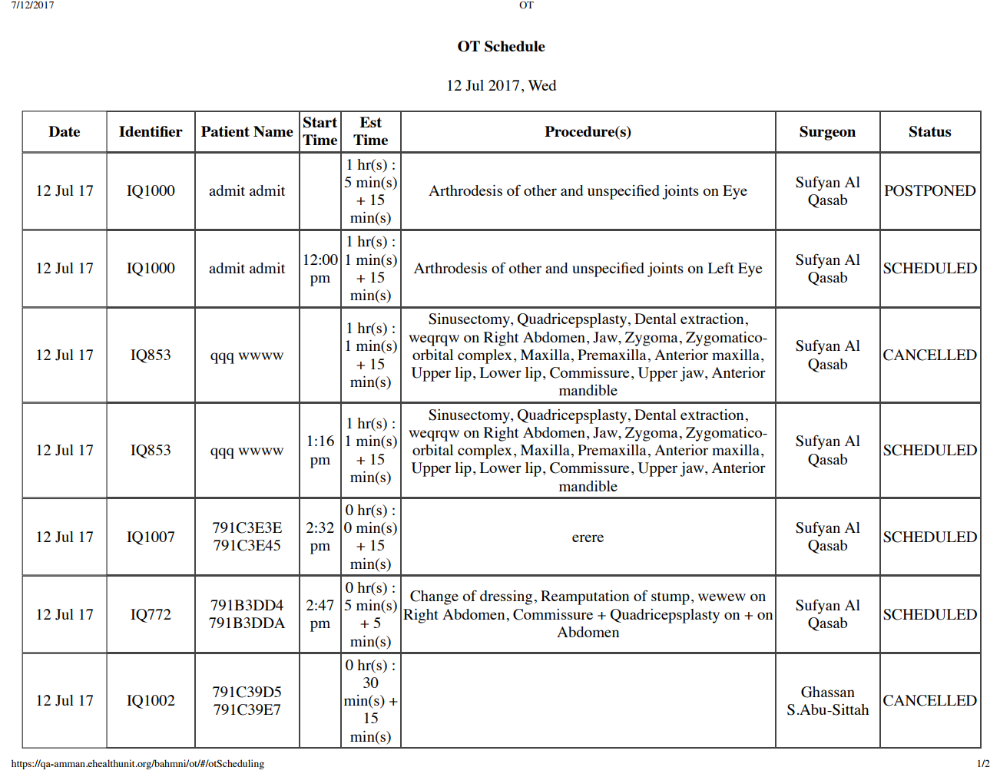 7/12/2017 OT
OT Schedule
12 Jul 2017, Wed
Date Identifier Patient Name Start Time Est Time Procedure(s) Surgeon Status
12 Jul 17 IQ1000 admit admit 1 hr(s) : 5 min(s) + 15 min(s) Arthrodesis of other and unspecified joints on Eye Sufyan Al Qasab POSTPONED
12 Jul 17 IQ1000 admit admit 12:00 pm 1 hr(s) : 1 min(s) + 15 min(s) Arthrodesis of other and unspecified joints on Left Eye Sufyan Al Qasab SCHEDULED
12 Jul 17 IQ853 qqq wwww 1 hr(s) : 1 min(s) + 15 min(s) Sinusectomy, Quadricepsplasty, Dental extraction, weqrqw on Right Abdomen, Jaw, Zygoma, Zygomatico-orbital complex, Maxilla, Premaxilla, Anterior maxilla, Upper lip, Lower lip, Commissure, Upper jaw, Anterior mandible Sufyan Al Qasab CANCELLED
12 Jul 17 IQ853 qqq wwww 1:16 pm 1 hr(s) : 1 min(s) + 15 min(s) Sinusectomy, Quadricepsplasty, Dental extraction, weqrqw on Right Abdomen, Jaw, Zygoma, Zygomatico-orbital complex, Maxilla, Premaxilla, Anterior maxilla, Upper lip, Lower lip, Commissure, Upper jaw, Anterior mandible Sufyan Al Qasab SCHEDULED
12 Jul 17 IQ1007 791C3E3E 791C3E45 2:32 pm 0 hr(s) : 0 min(s) + 15 min(s) erere Sufyan Al Qasab SCHEDULED
12 Jul 17 IQ772 791B3DD4 791B3DDA 2:47 pm 0 hr(s) : 5 min(s) + 5 min(s) Change of dressing, Reamputation of stump, wewew on Right Abdomen, Commissure + Quadricepsplasty on + on Abdomen Sufyan Al Qasab SCHEDULED
12 Jul 17 IQ1002 791C39D5 791C39E7 0 hr(s) : 30 min(s) + 15 min(s) Ghassan S.Abu-Sittah CANCELLED
https://qa-amman.ehealthunit.org/bahmni/ot/#/otScheduling 1/2